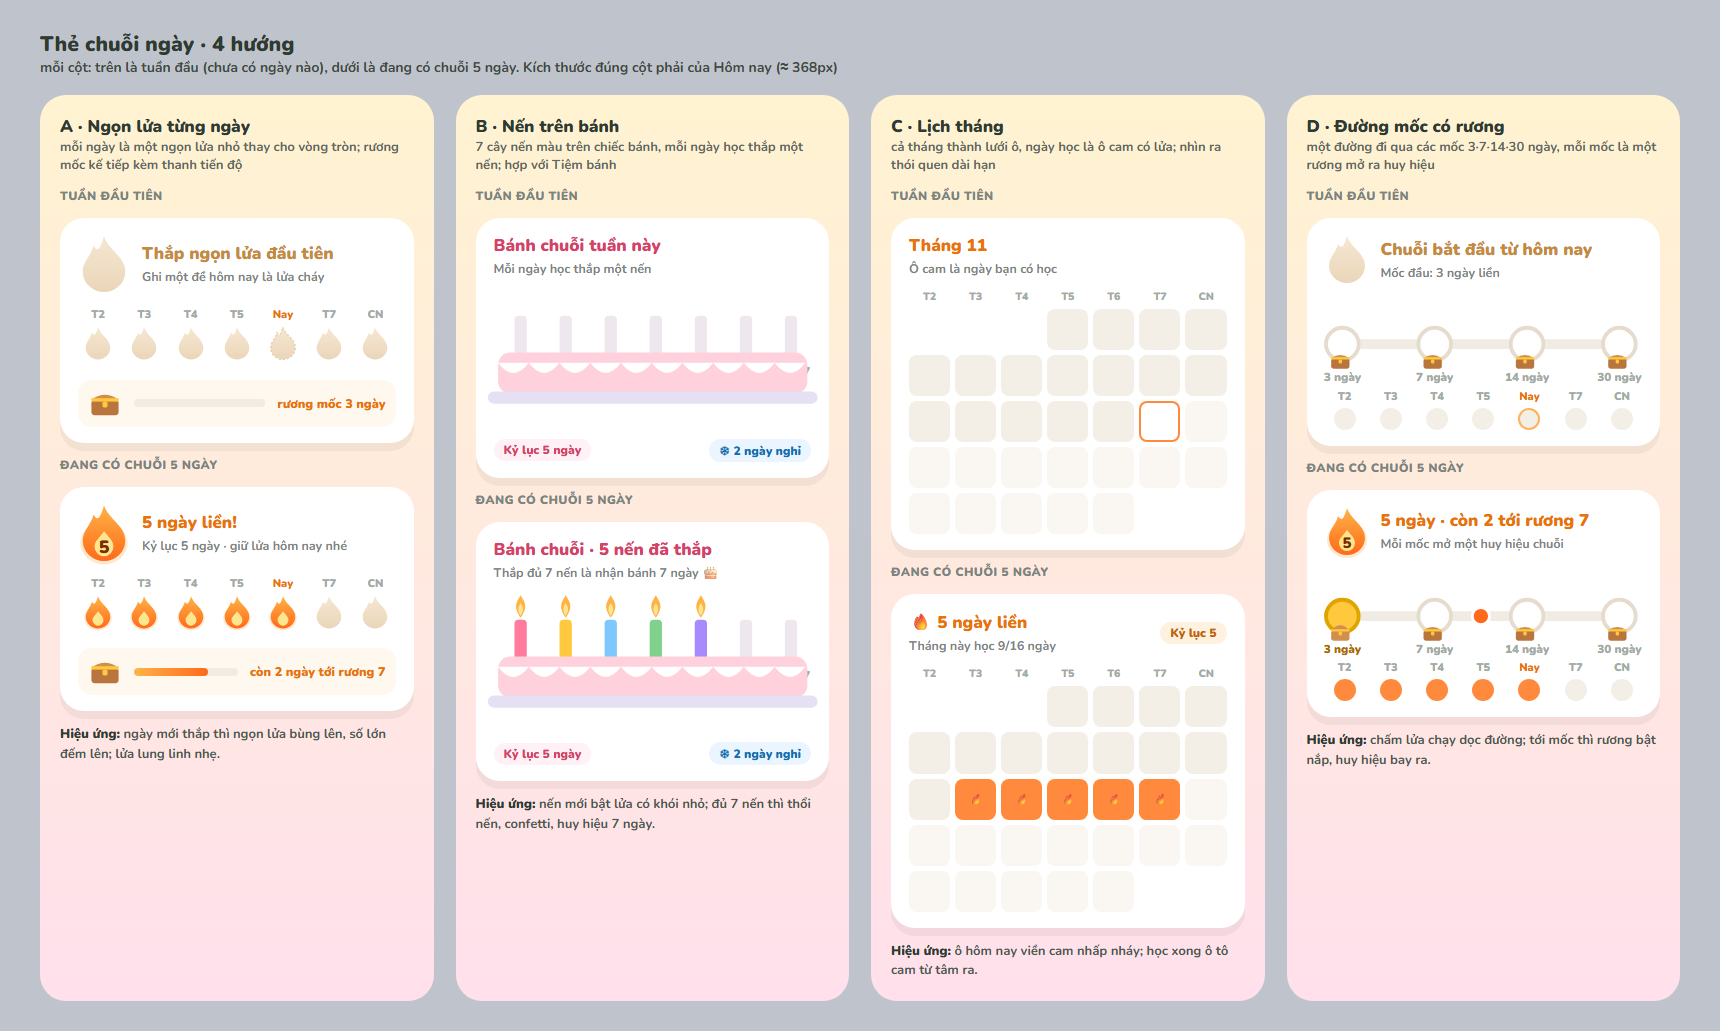 Thẻ chuỗi ngày · 4 hướng
mỗi cột: trên là tuần đầu (chưa có ngày nào), dưới là đang có chuỗi 5 ngày. Kích thước đúng cột phải của Hôm nay (≈ 368px)
A · Ngọn lửa từng ngày
mỗi ngày là một ngọn lửa nhỏ thay cho vòng tròn; rương
mốc kế tiếp kèm thanh tiến độ
TUẦN ĐẦU TIÊN
Thắp ngọn lửa đầu tiên
Ghi một đề hôm nay là lửa cháy
T2 T3 T4 T5 Nay T7 CN
rương mốc 3 ngày
ĐANG CÓ CHUỖI 5 NGÀY
5 ngày liền!
Kỷ lục 5 ngày · giữ lửa hôm nay nhé
5
T2 T3 T4 T5 Nay T7 CN
còn 2 ngày tới rương 7
Hiệu ứng: ngày mới thắp thì ngọn lửa bùng lên, số lớn
đếm lên; lửa lung linh nhẹ.
B · Nến trên bánh
7 cây nến màu trên chiếc bánh, mỗi ngày học thắp một
nến; hợp với Tiệm bánh
TUẦN ĐẦU TIÊN
Bánh chuỗi tuần này
Mỗi ngày học thắp một nến
Kỷ lục 5 ngày
❄ 2 ngày nghỉ
ĐANG CÓ CHUỖI 5 NGÀY
Bánh chuỗi · 5 nến đã thắp
Thắp đủ 7 nến là nhận bánh 7 ngày 🎂
Kỷ lục 5 ngày
❄ 2 ngày nghỉ
Hiệu ứng: nến mới bật lửa có khói nhỏ; đủ 7 nến thì thổi
nến, confetti, huy hiệu 7 ngày.
C · Lịch tháng
cả tháng thành lưới ô, ngày học là ô cam có lửa; nhìn ra
thói quen dài hạn
TUẦN ĐẦU TIÊN
Tháng 11
Ô cam là ngày bạn có học
T2 T3 T4 T5 T6 T7 CN
ĐANG CÓ CHUỖI 5 NGÀY
🔥 5 ngày liền
Tháng này học 9/16 ngày
Kỷ lục 5
T2 T3 T4 T5 T6 T7 CN
Hiệu ứng: ô hôm nay viền cam nhấp nháy; học xong ô tô
cam từ tâm ra.
D · Đường mốc có rương
một đường đi qua các mốc 3·7·14·30 ngày, mỗi mốc là một
rương mở ra huy hiệu
TUẦN ĐẦU TIÊN
Chuỗi bắt đầu từ hôm nay
Mốc đầu: 3 ngày liền
3 ngày 7 ngày 14 ngày 30 ngày
T2 T3 T4 T5 Nay T7 CN
ĐANG CÓ CHUỖI 5 NGÀY
5 ngày · còn 2 tới rương 7
Mỗi mốc mở một huy hiệu chuỗi
5
3 ngày 7 ngày 14 ngày 30 ngày
T2 T3 T4 T5 Nay T7 CN
Hiệu ứng: chấm lửa chạy dọc đường; tới mốc thì rương bật
nắp, huy hiệu bay ra.